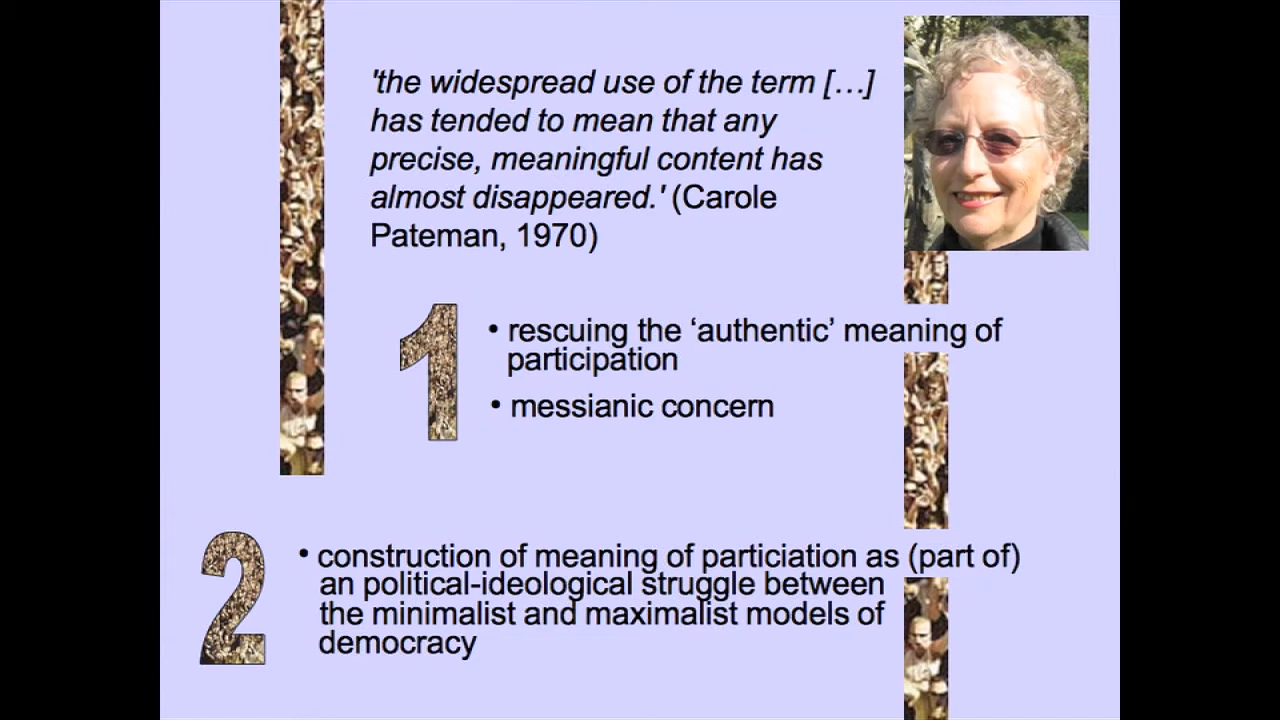 'the widespread use of the term […]
has tended to mean that any
precise, meaningful content has
almost disappeared.' (Carole
Pateman, 1970)
1
• rescuing the ‘authentic’ meaning of
participation
• messianic concern
2
• construction of meaning of particiation as (part of)
an political-ideological struggle between
the minimalist and maximalist models of
democracy